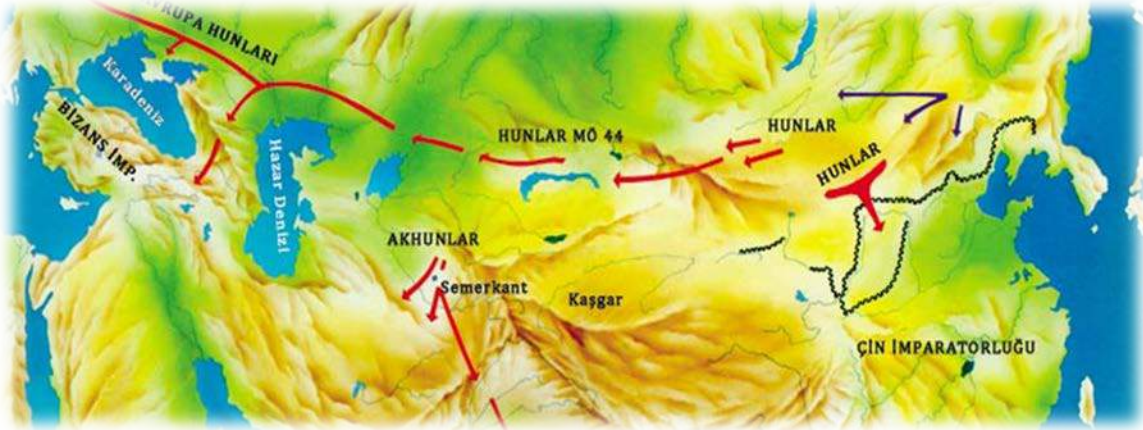 AVRUPA HUNLARI
Karadeniz
BİZANS İMP.
Hazar Denizi
HUNLAR MÖ 44
HUNLAR
HUNLAR
AKHUNLAR
Semerkant
Kaşgar
ÇİN İMPARATORLUĞU